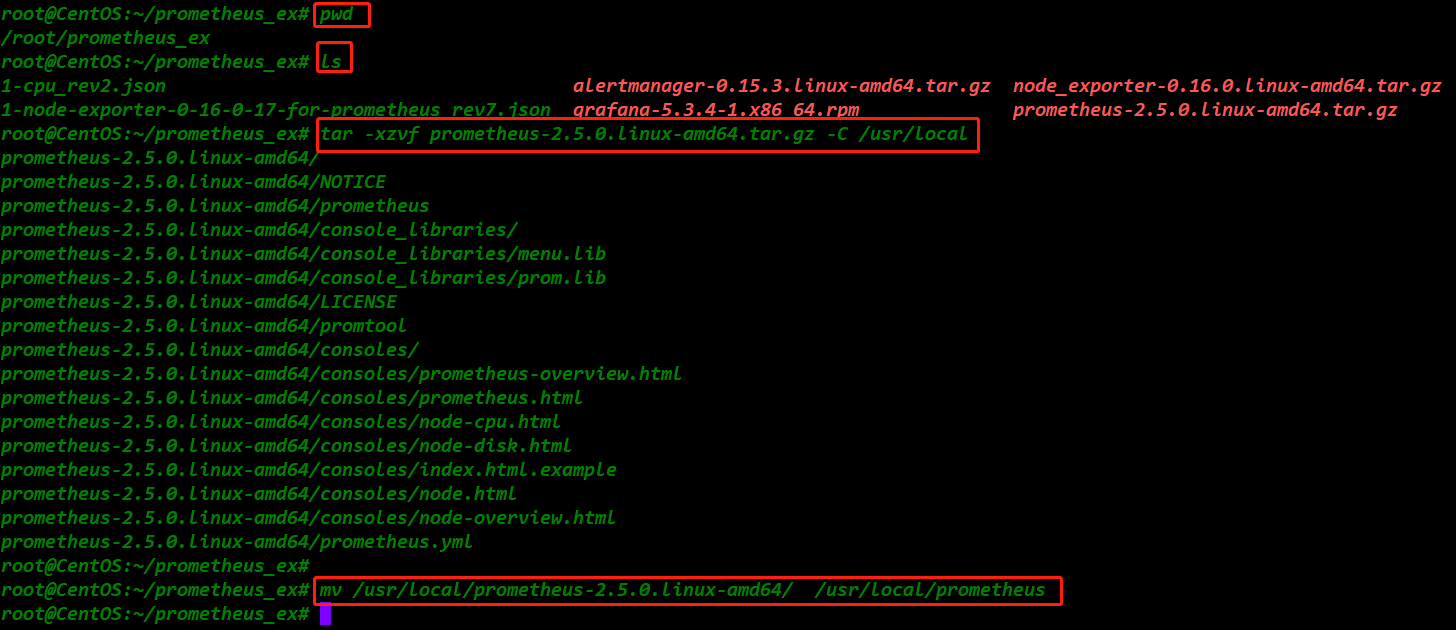 root@CentOS:~/prometheus_ex# pwd
/root/prometheus_ex
root@CentOS:~/prometheus_ex# ls
1-cpu_rev2.json alertmanager-0.15.3.linux-amd64.tar.gz node_exporter-0.16.0.linux-amd64.tar.gz
1-node-exporter-0-16-0-17-for-prometheus_rev7.json grafana-5.3.4-1.x86_64.rpm prometheus-2.5.0.linux-amd64.tar.gz
root@CentOS:~/prometheus_ex# tar -xzvf prometheus-2.5.0.linux-amd64.tar.gz -C /usr/local
prometheus-2.5.0.linux-amd64/
prometheus-2.5.0.linux-amd64/NOTICE
prometheus-2.5.0.linux-amd64/prometheus
prometheus-2.5.0.linux-amd64/console_libraries/
prometheus-2.5.0.linux-amd64/console_libraries/menu.lib
prometheus-2.5.0.linux-amd64/console_libraries/prom.lib
prometheus-2.5.0.linux-amd64/LICENSE
prometheus-2.5.0.linux-amd64/promtool
prometheus-2.5.0.linux-amd64/consoles/
prometheus-2.5.0.linux-amd64/consoles/prometheus-overview.html
prometheus-2.5.0.linux-amd64/consoles/prometheus.html
prometheus-2.5.0.linux-amd64/consoles/node-cpu.html
prometheus-2.5.0.linux-amd64/consoles/node-disk.html
prometheus-2.5.0.linux-amd64/consoles/index.html.example
prometheus-2.5.0.linux-amd64/consoles/node.html
prometheus-2.5.0.linux-amd64/consoles/node-overview.html
prometheus-2.5.0.linux-amd64/prometheus.yml
root@CentOS:~/prometheus_ex#
root@CentOS:~/prometheus_ex# mv /usr/local/prometheus-2.5.0.linux-amd64/  /usr/local/prometheus
root@CentOS:~/prometheus_ex#